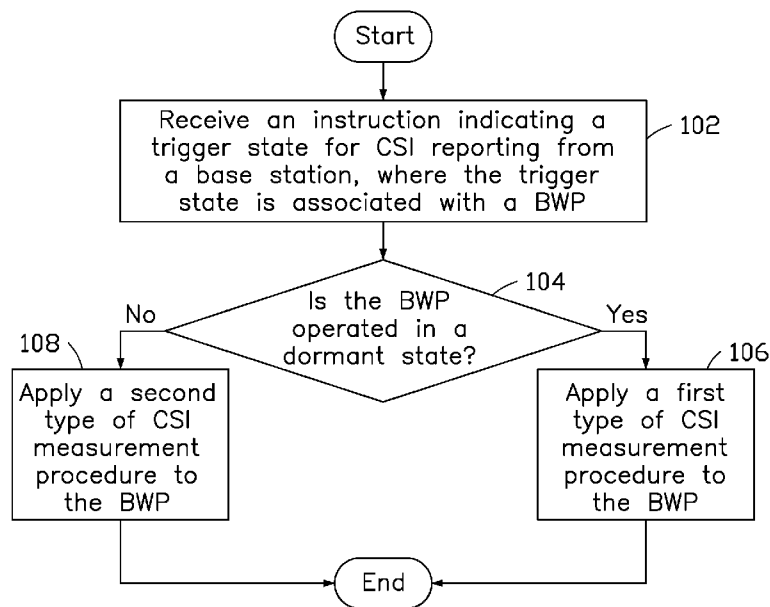 Start
Receive an instruction indicating a
trigger state for CSI reporting from
a base station, where the trigger
state is associated with a BWP
102
Is the BWP
operated in a
dormant state?
104
No
Yes
108
Apply a second
type of CSI
measurement
procedure to
the BWP
106
Apply a first
type of CSI
measurement
procedure to
the BWP
End